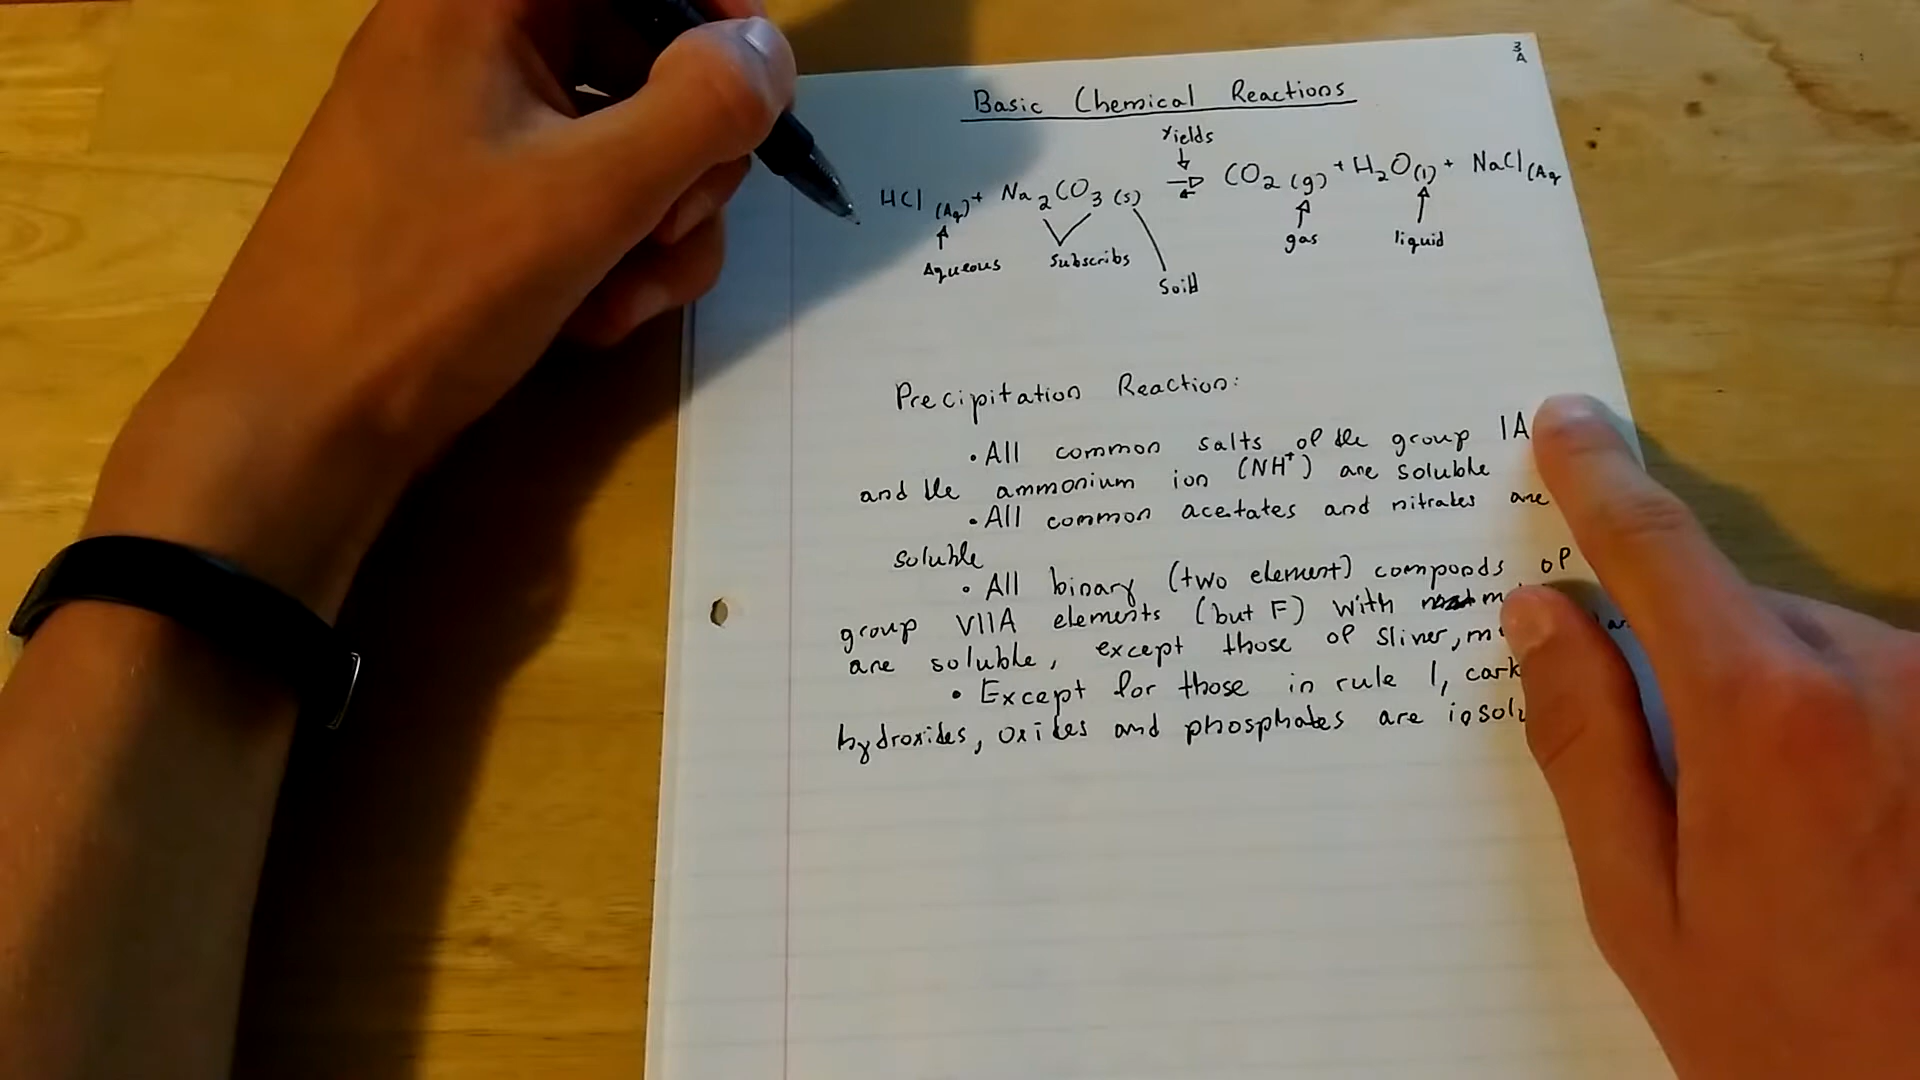 3
A
Basic Chemical Reactions
Yields
HCl (Aq) + Na2CO3 (s) ⇌ CO2 (g) + H2O(l) + NaCl(Aq
Aqueous Subscribs gas liquid
Soild
Precipitation Reaction:
• All common salts of the group IA
and the ammonium ion (NH+) are soluble
• All common acetates and nitrates are
soluble
• All binary (two element) componds of
group VIIA elements (but F) with
are soluble, except those of sliver,
• Except for those in rule 1,
hydroxides, oxides and phosphates are